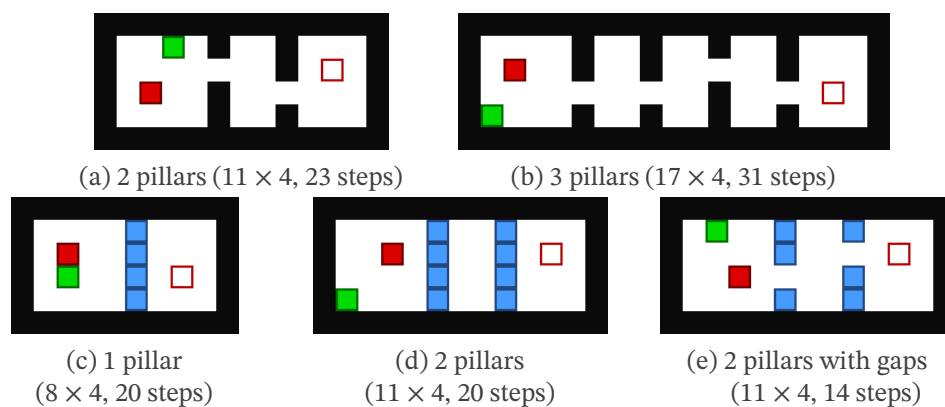 (a) 2 pillars (11 × 4, 23 steps)
(b) 3 pillars (17 × 4, 31 steps)
(c) 1 pillar
(8 × 4, 20 steps)
(d) 2 pillars
(11 × 4, 20 steps)
(e) 2 pillars with gaps
(11 × 4, 14 steps)